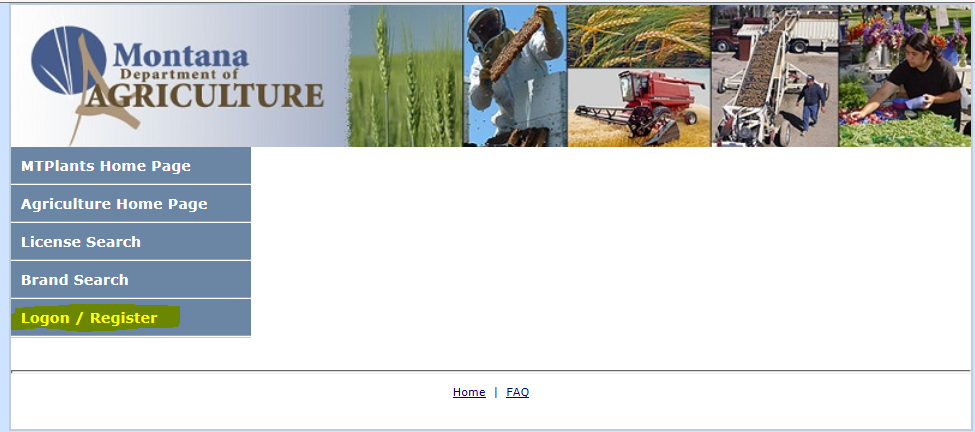 Montana
Department of
AGRICULTURE
MTPlants Home Page
Agriculture Home Page
License Search
Brand Search
Logon / Register
Home | FAQ